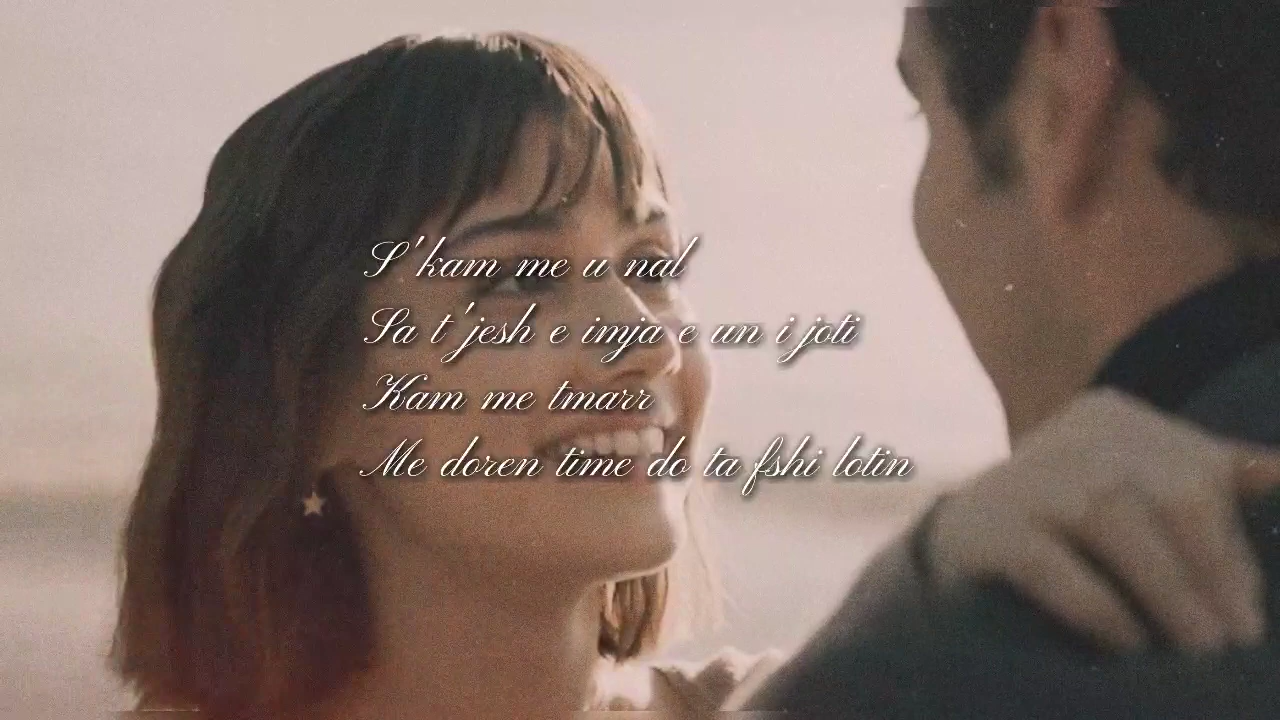 S'kam me u nal
Sa t'jesh e imja e un i joti
Kam me tmarr
Me doren time do ta fshi lotin